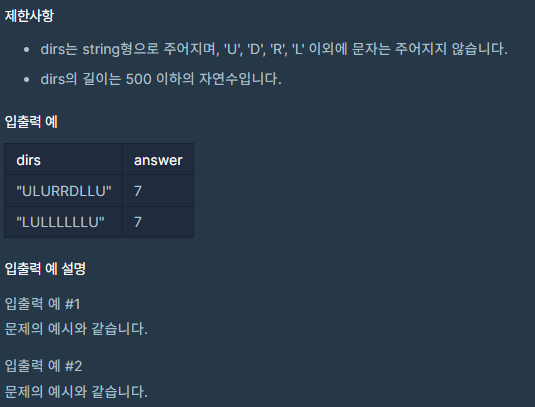 제한사항
• dirs는 string형으로 주어지며, 'U', 'D', 'R', 'L' 이외에 문자는 주어지지 않습니다.
• dirs의 길이는 500 이하의 자연수입니다.
입출력 예
dirs answer
"ULURRDLLU" 7
"LULLLLLLU" 7
입출력 예 설명
입출력 예 #1
문제의 예시와 같습니다.
입출력 예 #2
문제의 예시와 같습니다.